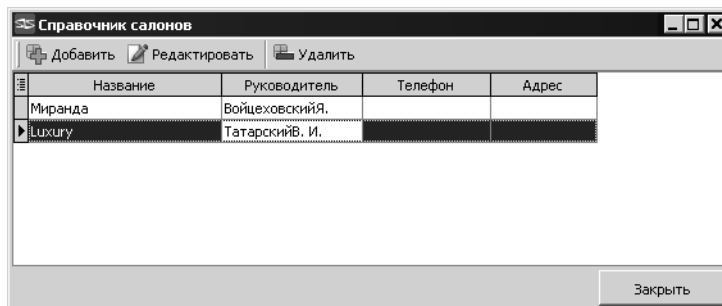 Справочник салонов
Добавить Редактировать Удалить
Название Руководитель Телефон Адрес
Миранда ВойцеховскийЯ.
Luxury ТатарскийВ. И.
Закрыть